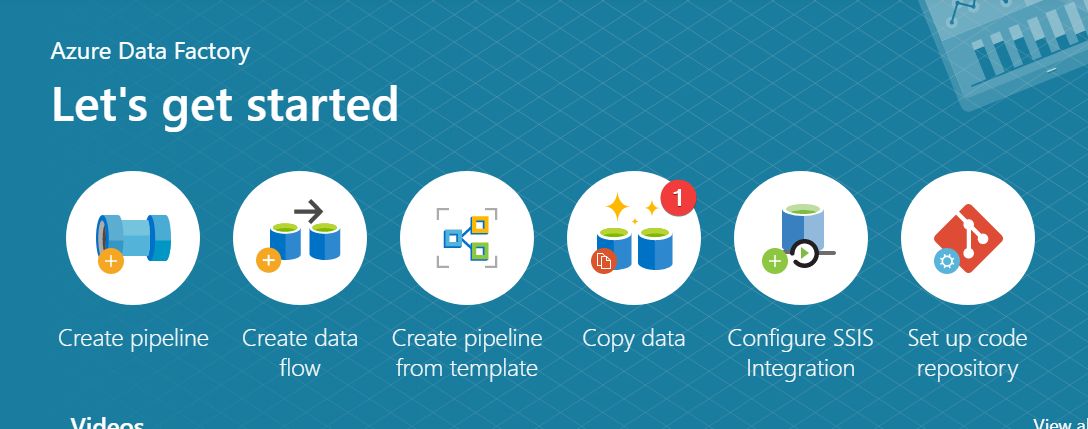 Azure Data Factory
Let's get started
1
Create pipeline
Create data
flow
Create pipeline
from template
Copy data
Configure SSIS
Integration
Set up code
repository
Videos
View